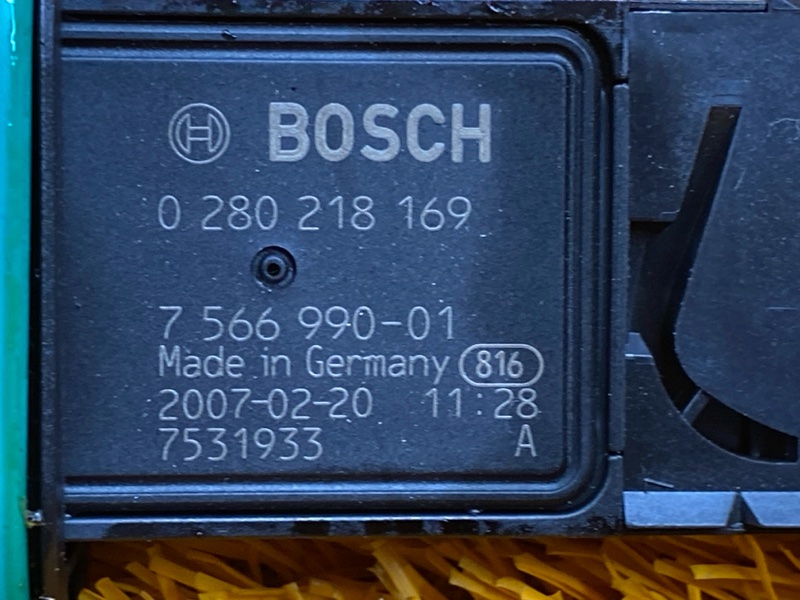 BOSCH
0 280 218 169
7 566 990-01
Made in Germany 816
2007-02-20 11:28
7531933 A